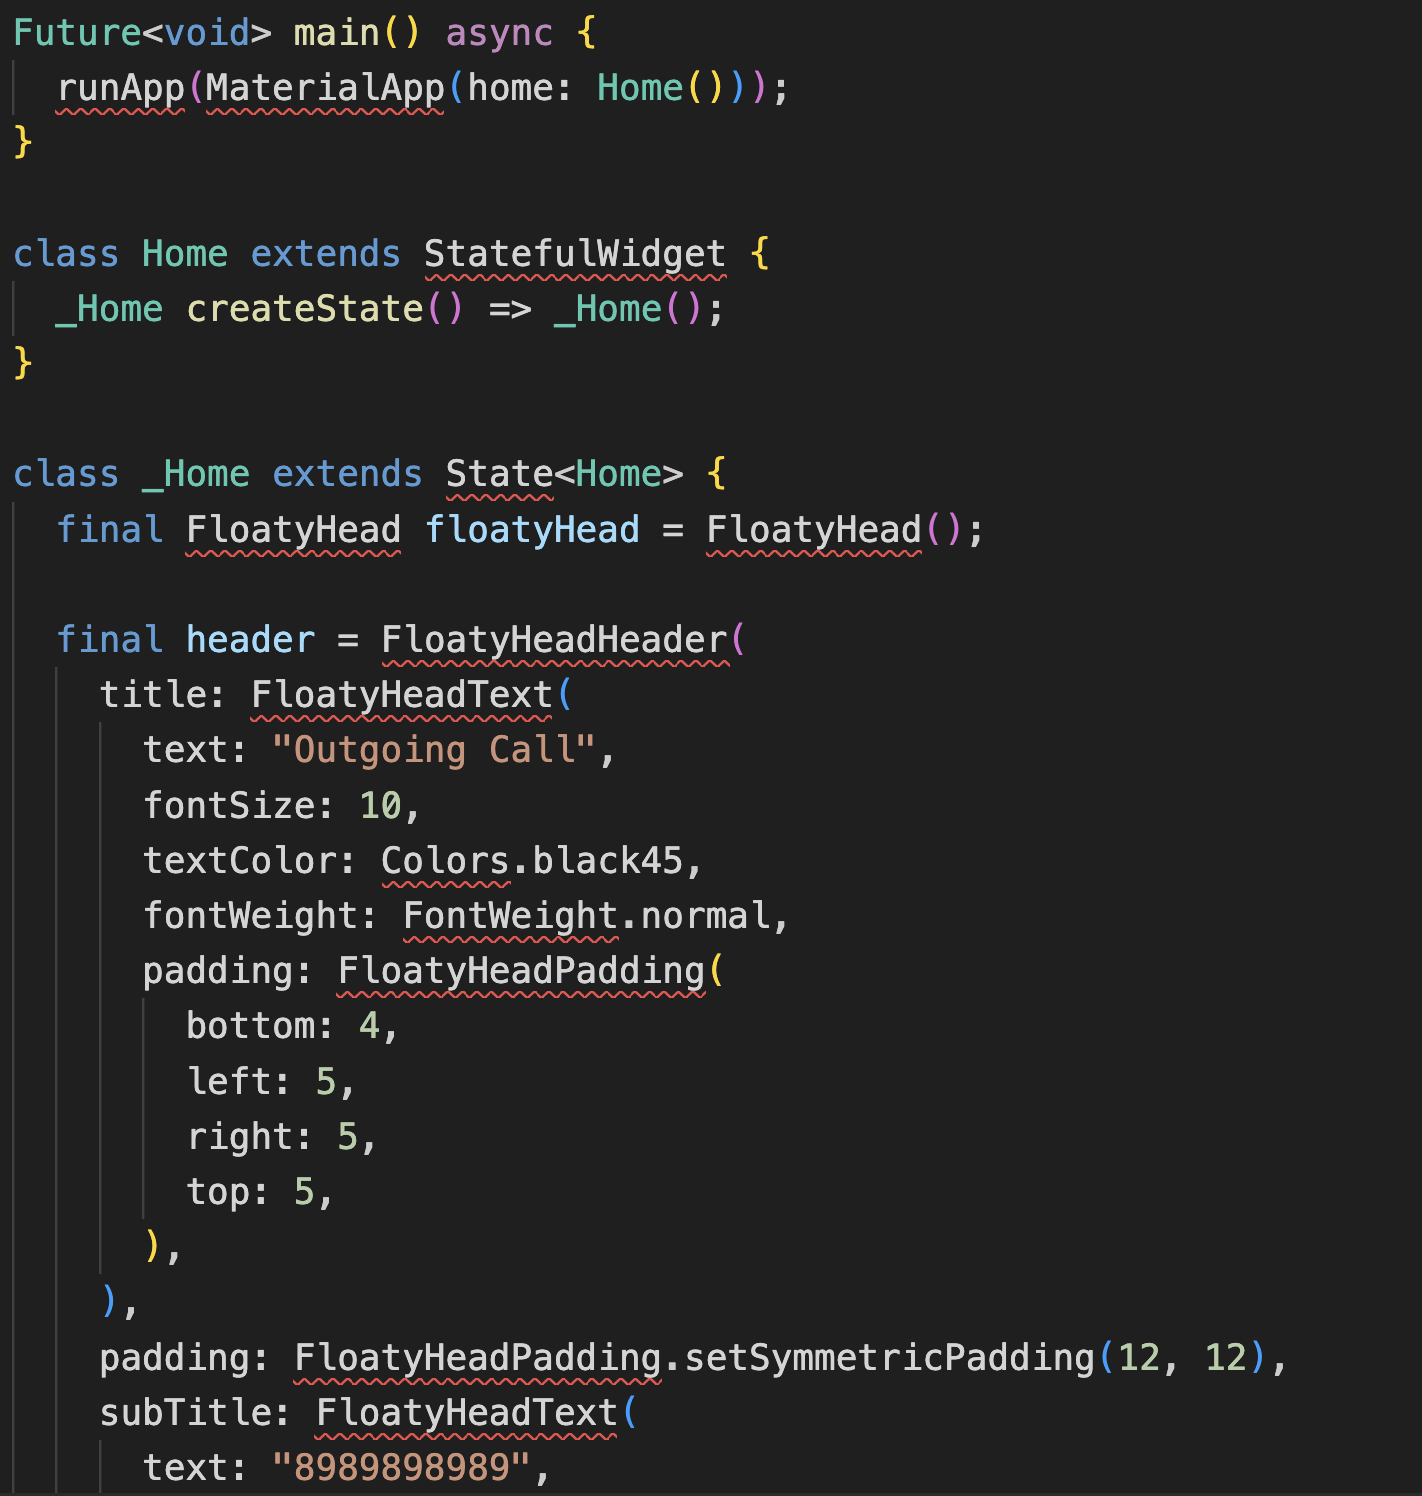 Future<void> main() async {
  runApp(MaterialApp(home: Home()));
}

class Home extends StatefulWidget {
  _Home createState() => _Home();
}

class _Home extends State<Home> {
  final FloatyHead floatyHead = FloatyHead();

  final header = FloatyHeadHeader(
    title: FloatyHeadText(
      text: "Outgoing Call",
      fontSize: 10,
      textColor: Colors.black45,
      fontWeight: FontWeight.normal,
      padding: FloatyHeadPadding(
        bottom: 4,
        left: 5,
        right: 5,
        top: 5,
      ),
    ),
    padding: FloatyHeadPadding.setSymmetricPadding(12, 12),
    subTitle: FloatyHeadText(
      text: "8989898989",